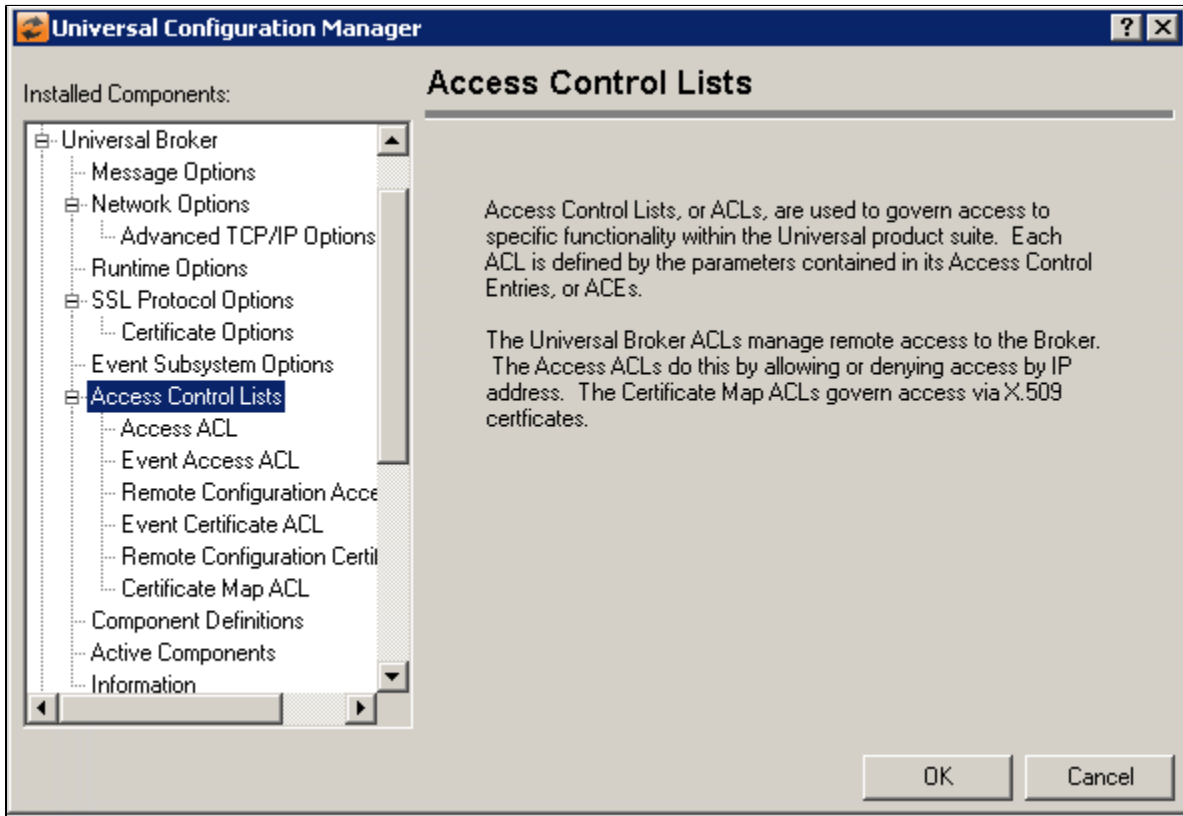 Universal Configuration Manager
Installed Components:
Universal Broker
Message Options
Network Options
Advanced TCP/IP Options
Runtime Options
SSL Protocol Options
Certificate Options
Event Subsystem Options
Access Control Lists
Access ACL
Event Access ACL
Remote Configuration Acce
Event Certificate ACL
Remote Configuration Certif
Certificate Map ACL
Component Definitions
Active Components
Information
Access Control Lists
Access Control Lists, or ACLs, are used to govern access to
specific functionality within the Universal product suite.  Each
ACL is defined by the parameters contained in its Access Control
Entries, or ACEs.
The Universal Broker ACLs manage remote access to the Broker.
The Access ACLs do this by allowing or denying access by IP
address.  The Certificate Map ACLs govern access via X.509
certficates.
OK
Cancel